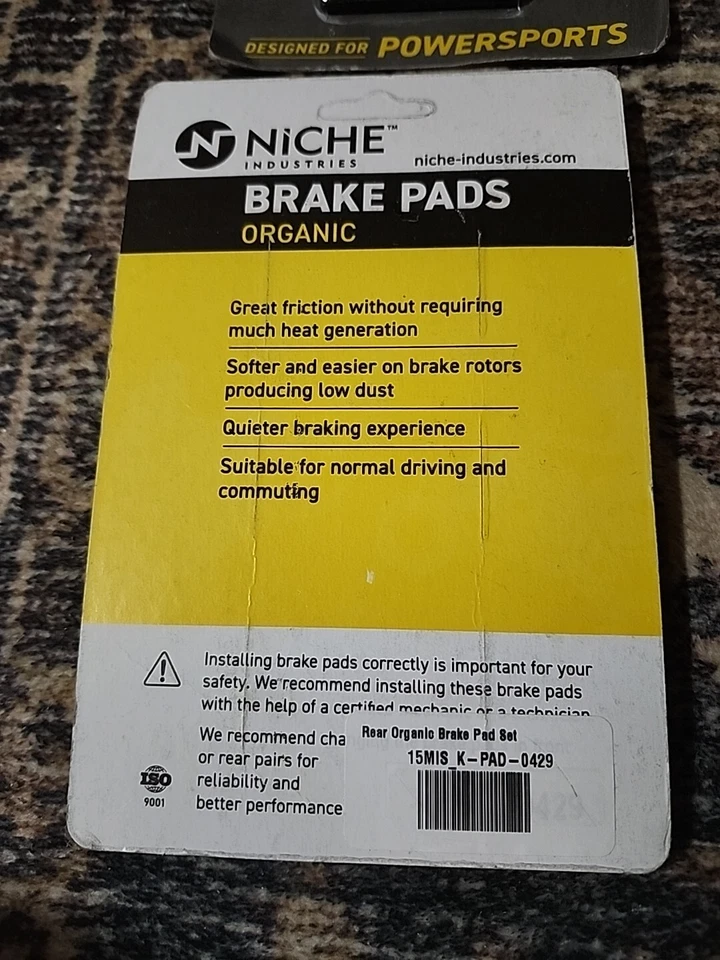 DESIGNED FOR POWERSPORTS
NICHE™
INDUSTRIES
niche-industries.com
BRAKE PADS
ORGANIC
Great friction without requiring
much heat generation
Softer and easier on brake rotors
producing low dust
Quieter braking experience
Suitable for normal driving and
commuting
Installing brake pads correctly is important for your
safety. We recommend installing these brake pads
with the help of a certified mechanic or a technician
We recommend cha
or rear pairs for
reliability and
better performance
ISO
9001
Rear Organic Brake Pad Set
15MIS_K-PAD-0429